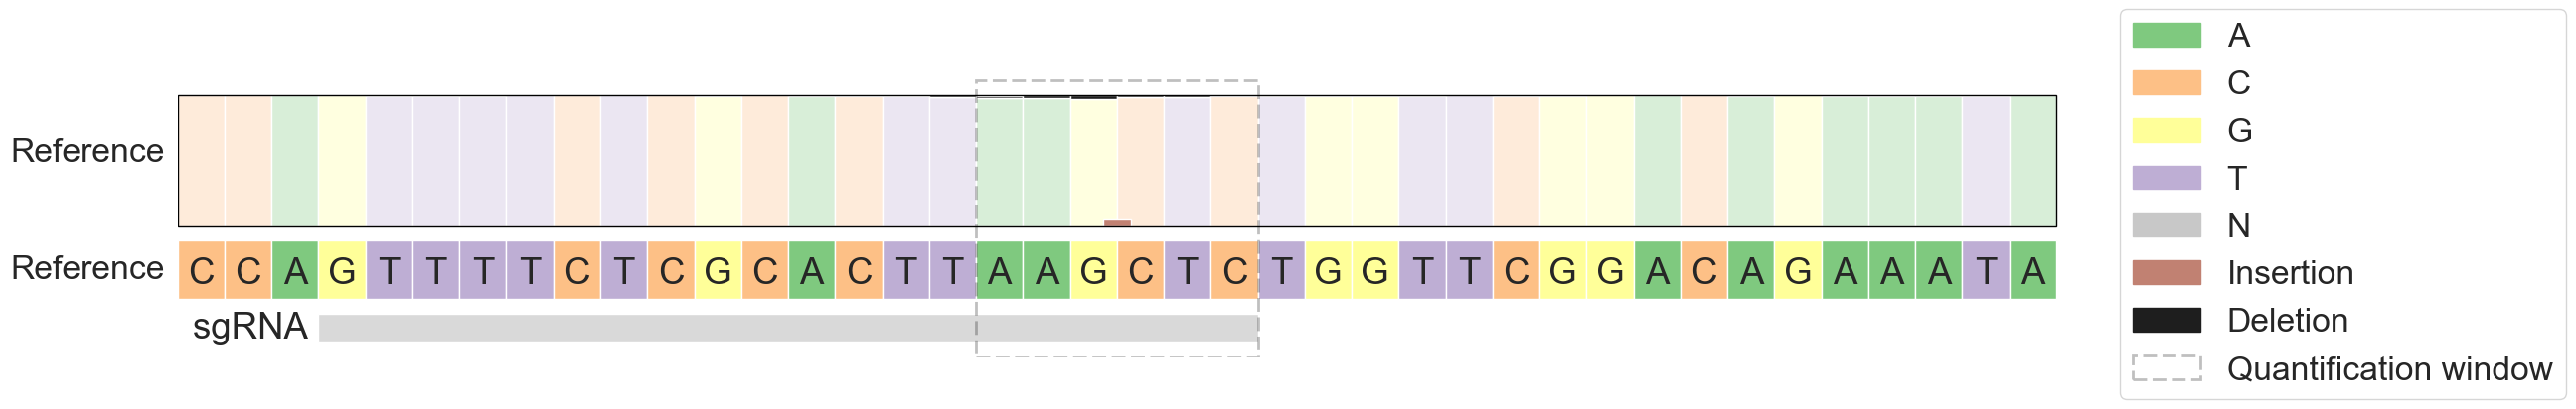 Reference
Reference C C A G T T T T C T C G C A C T T A A G C T C T G G T T C G G A C A G A A A T A
sgRNA
A
C
G
T
N
Insertion
Deletion
Quantification window